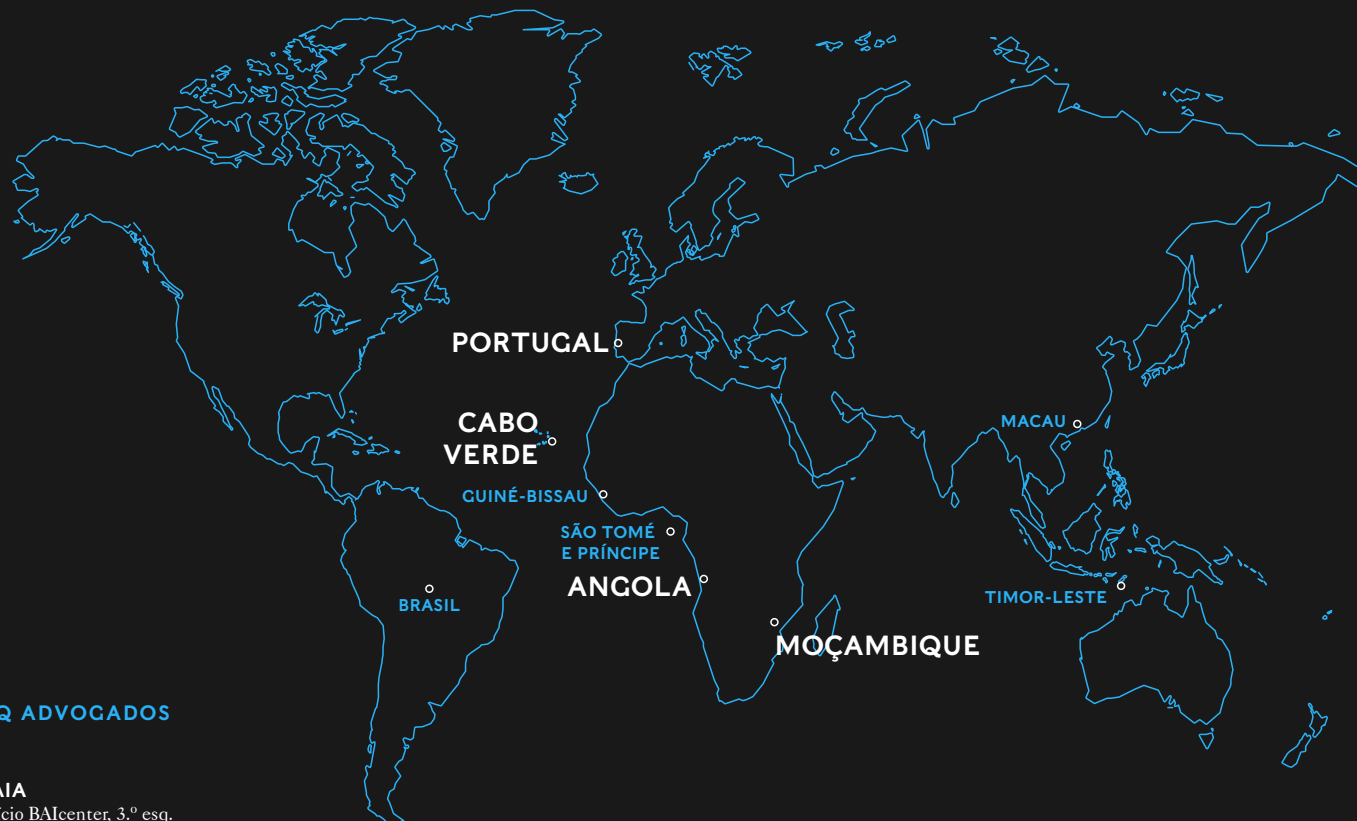 PORTUGAL
CABO
VERDE
MACAU
GUINÉ-BISSAU
SÃO TOMÉ
E PRÍNCIPE
ANGOLA
BRASIL
TIMOR-LESTE
MOÇAMBIQUE
ADVOGADOS
BAIcenter, 3.º esq.